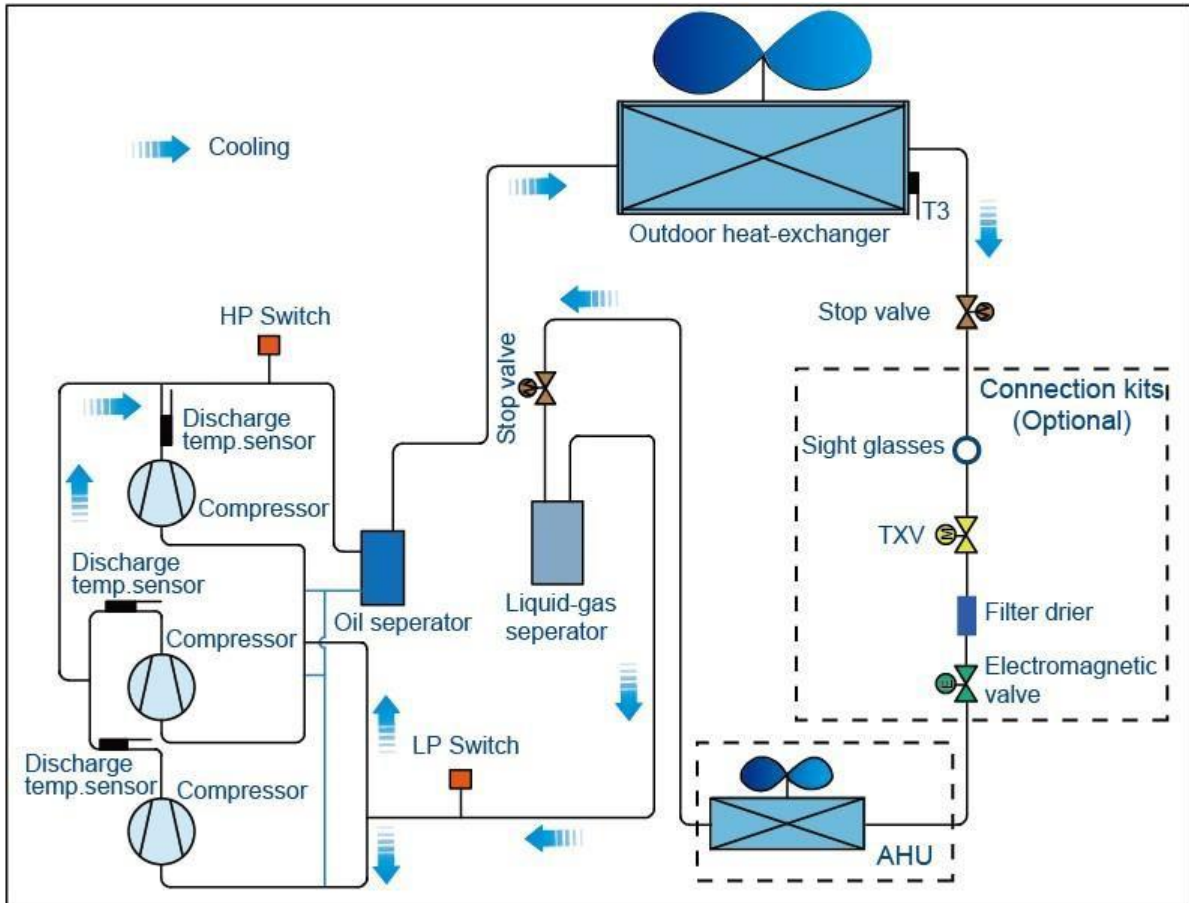 Cooling
T3
Outdoor heat-exchanger
HP Switch
Stop valve
Stop valve
Connection kits
(Optional)
Discharge
temp.sensor
Sight glasses
Compressor
TXV
M
Discharge
temp.sensor
Oil seperator
Liquid-gas
seperator
Filter drier
Compressor
Electromagnetic
valve
E
LP Switch
Discharge
temp.sensor
Compressor
AHU